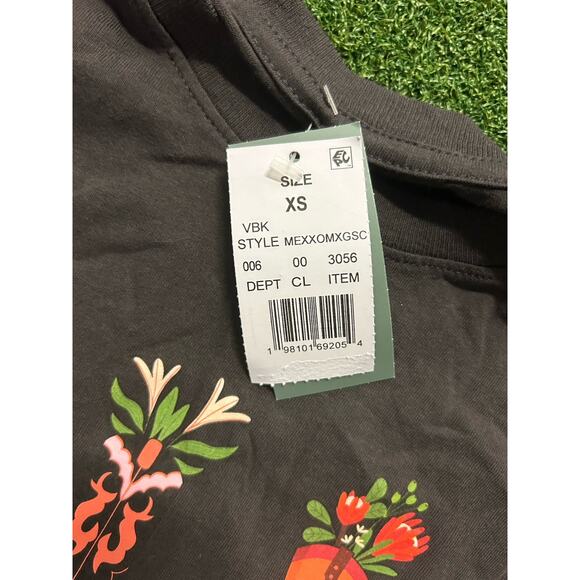 SIZE
XS
VBK
STYLE MEXXOMXGSC
006 00 3056
DEPT CL ITEM
1 98101 69205 4